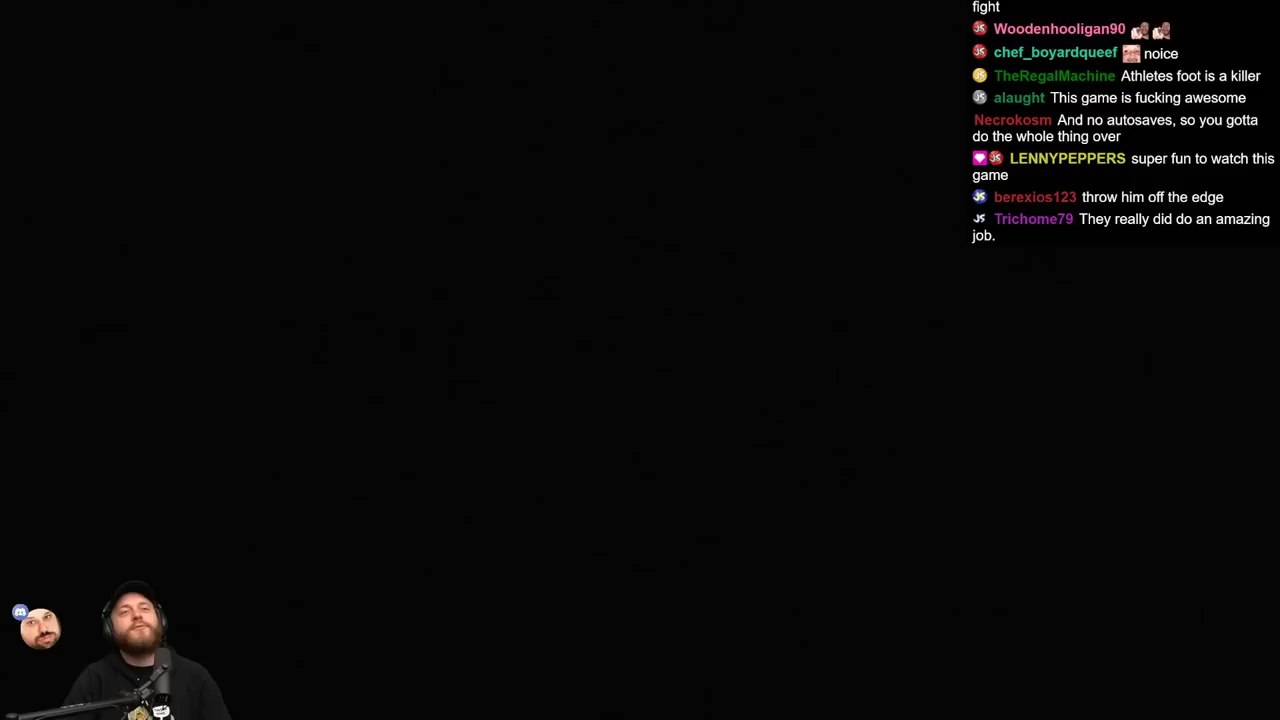 fight
Woodenhooligan90
chef_boyardqueef noice
TheRegalMachine Athletes foot is a killer
alaught This game is fucking awesome
Necrokosm And no autosaves, so you gotta
do the whole thing over
LENNYPEPPERS super fun to watch this
game
berexios123 throw him off the edge
Trichome79 They really did do an amazing
job.